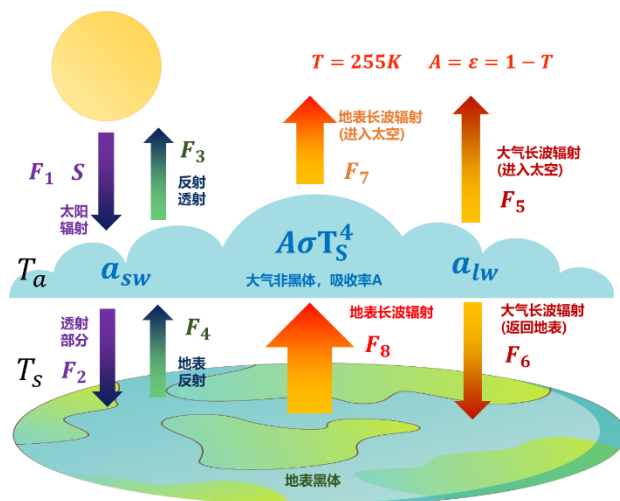 T = 255K A = ε = 1 − T
F₁ S
太阳
辐射
F₃
反射
透射
地表长波辐射
(进入太空)
F₇
大气长波辐射
(进入太空)
F₅
Tₐ
a_sw
AσT_S⁴
大气非黑体，吸收率A
a_lw
透射
部分
F₂
F₄
地表
反射
地表长波辐射
F₈
大气长波辐射
(返回地表)
F₆
Tₛ
地表黑体